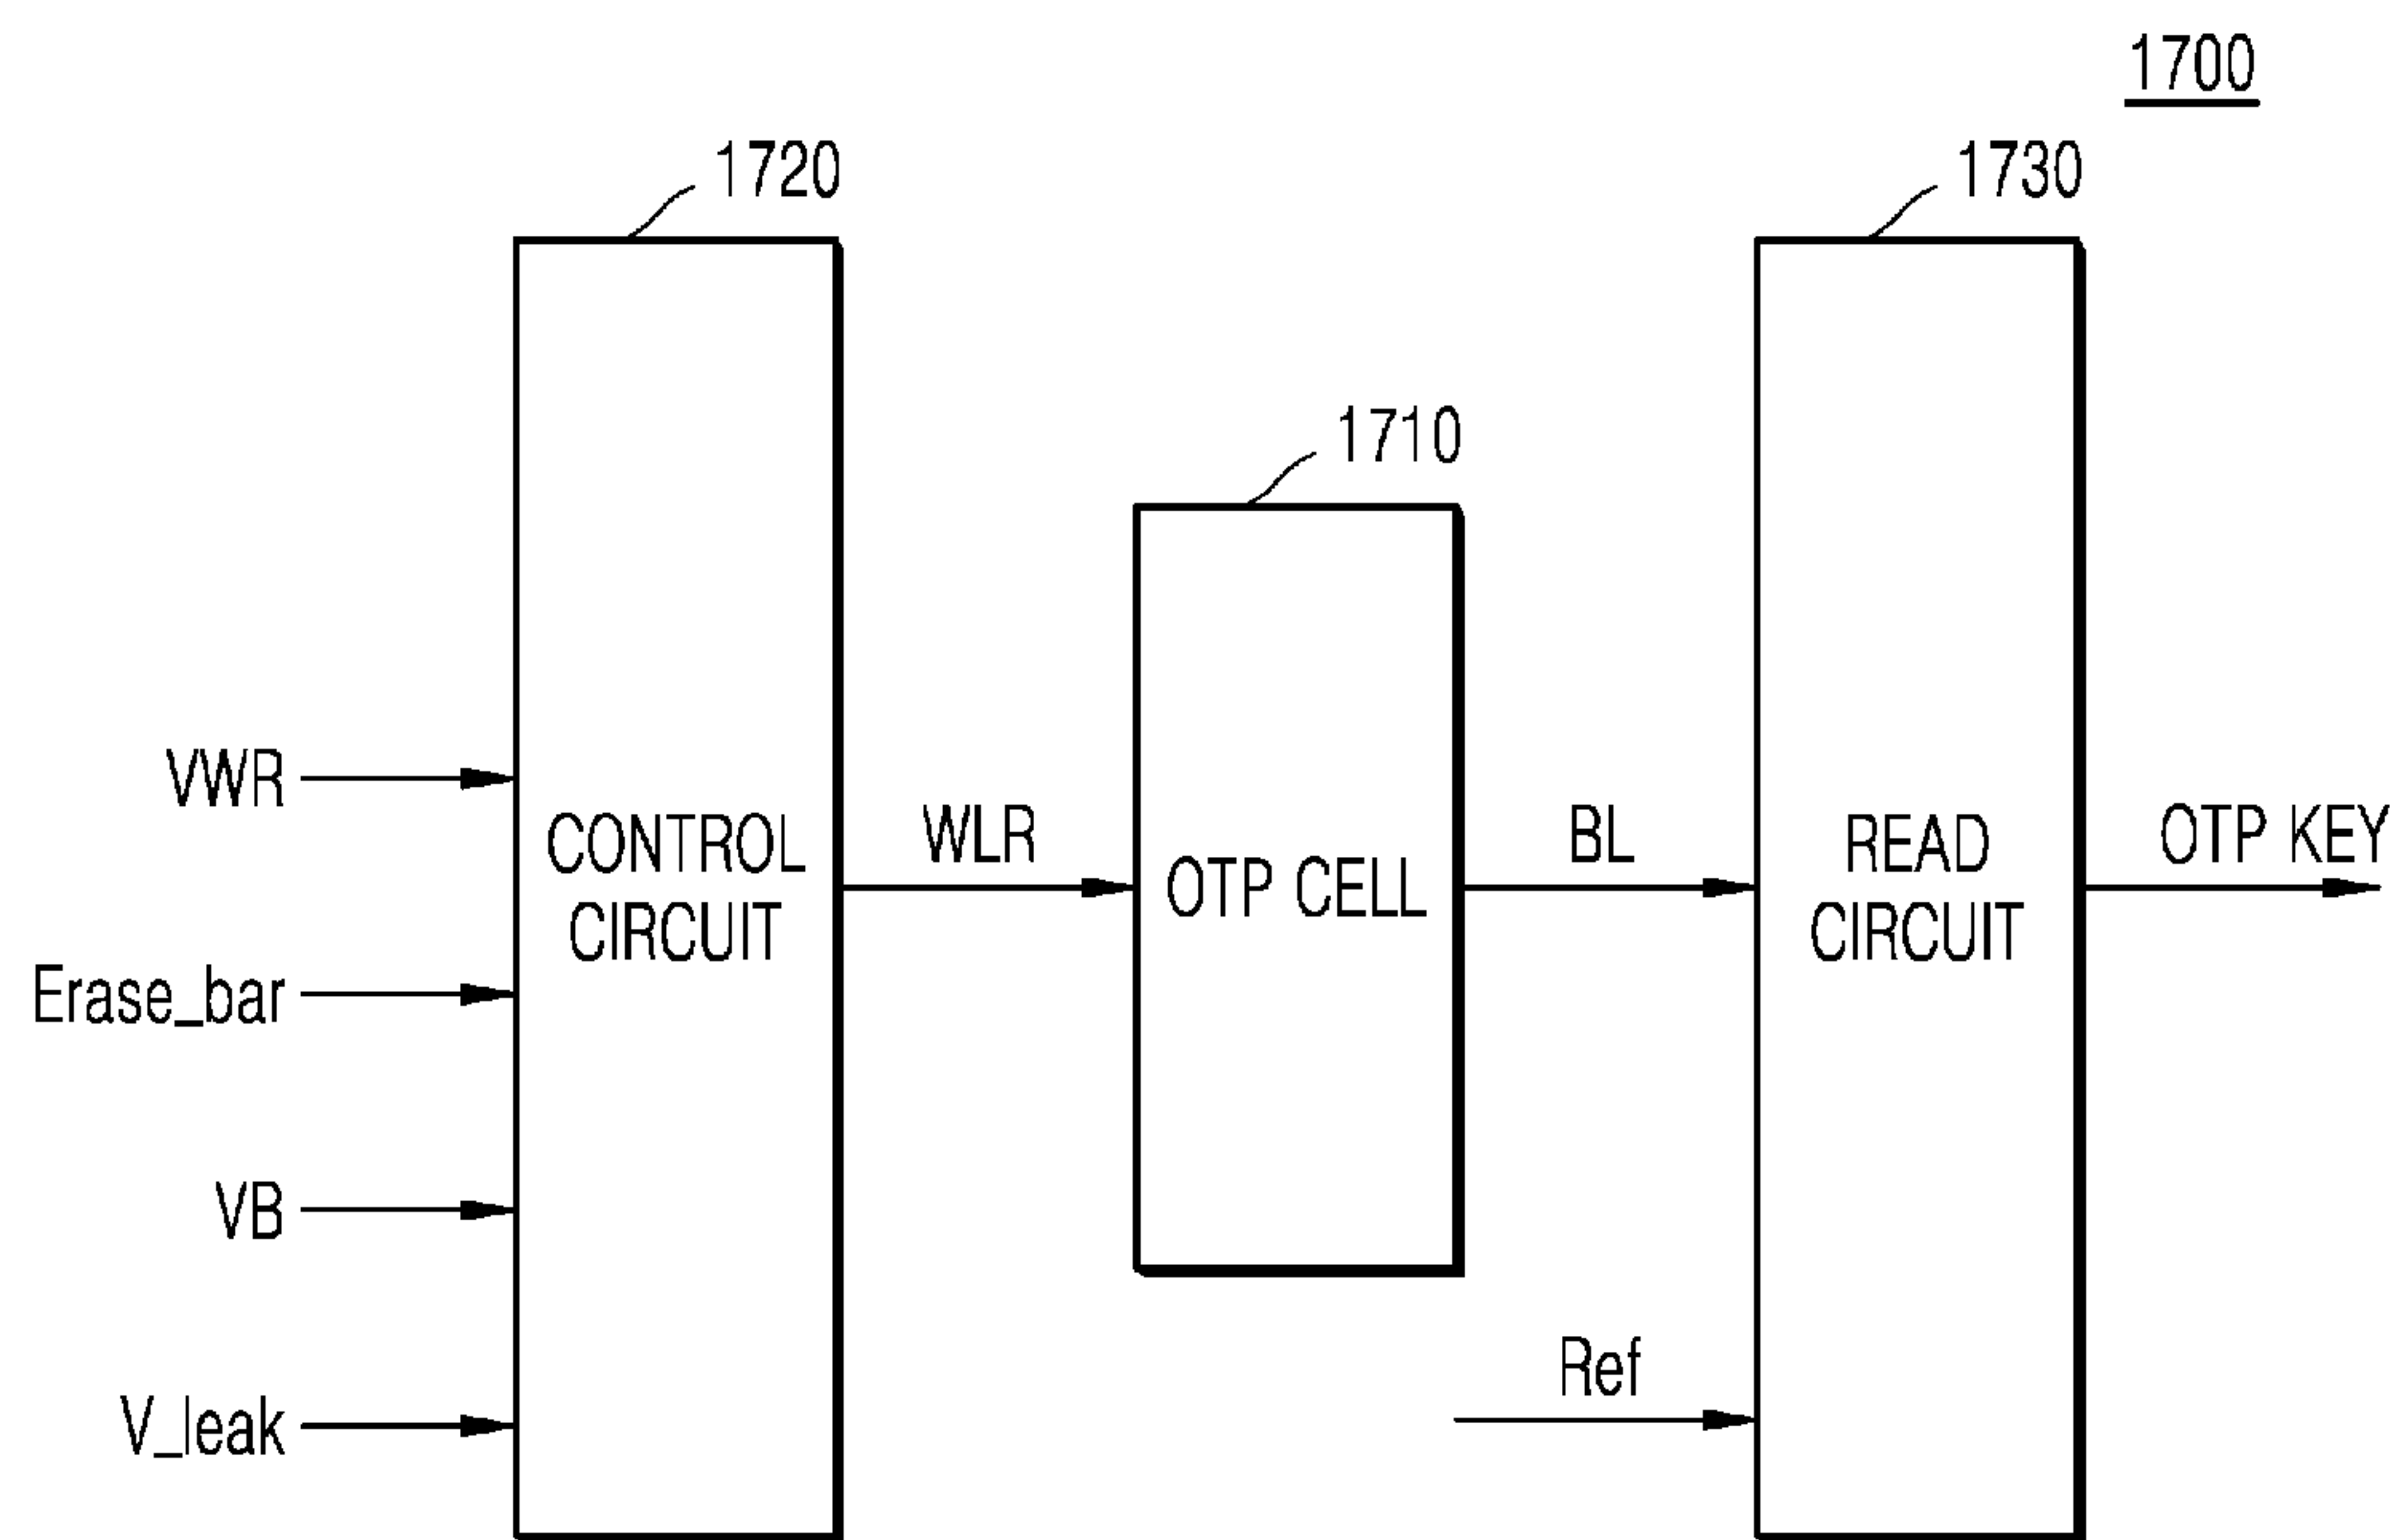 1700
1720
1730
1710
VWR
CONTROL
CIRCUIT
WLR
OTP CELL
BL
READ
CIRCUIT
OTP KEY
Erase_bar
VB
Ref
V_leak